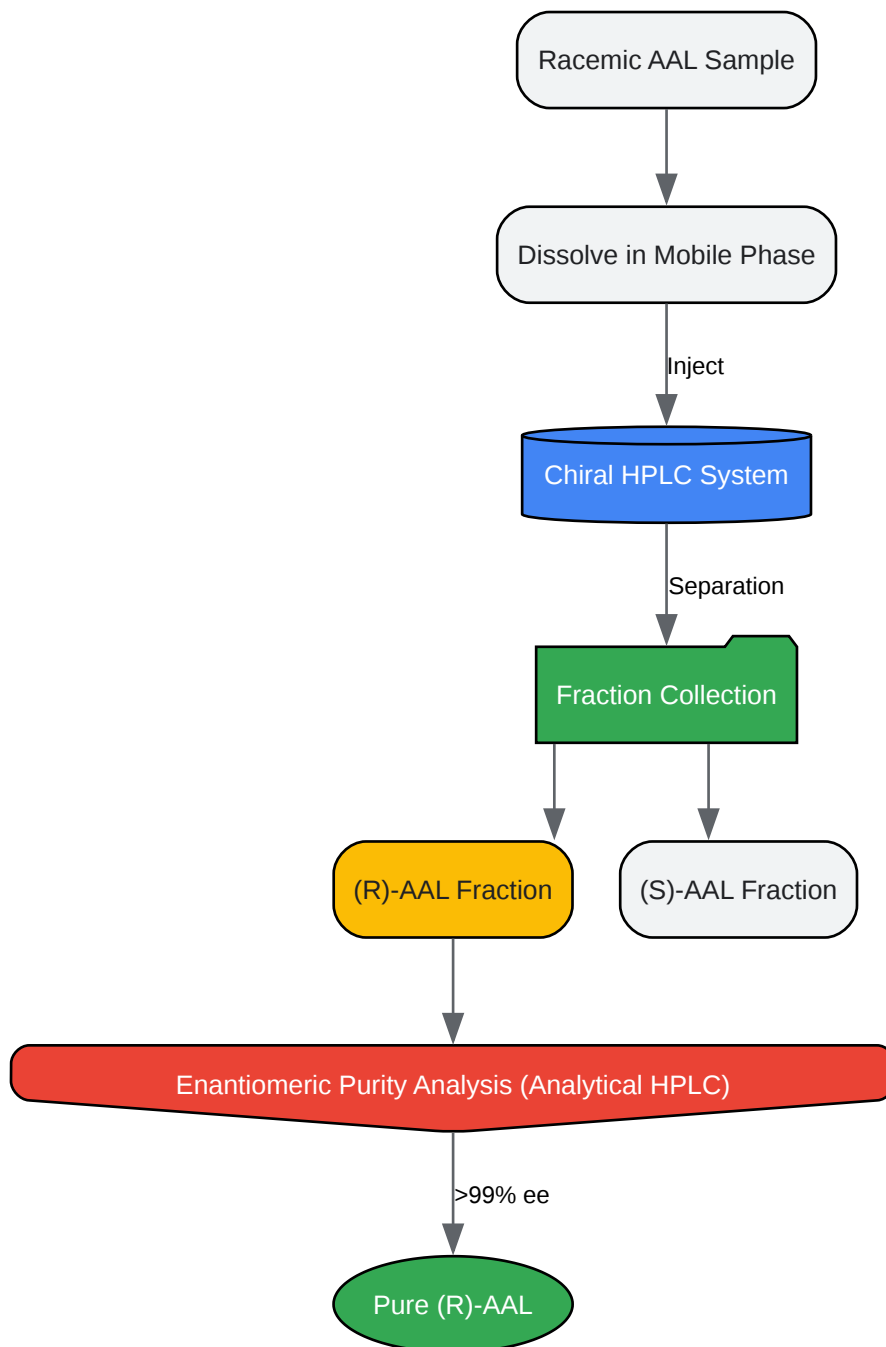 Racemic AAL Sample
Dissolve in Mobile Phase
Inject
Chiral HPLC System
Separation
Fraction Collection
(R)-AAL Fraction
(S)-AAL Fraction
Enantiomeric Purity Analysis (Analytical HPLC)
>99% ee
Pure (R)-AAL